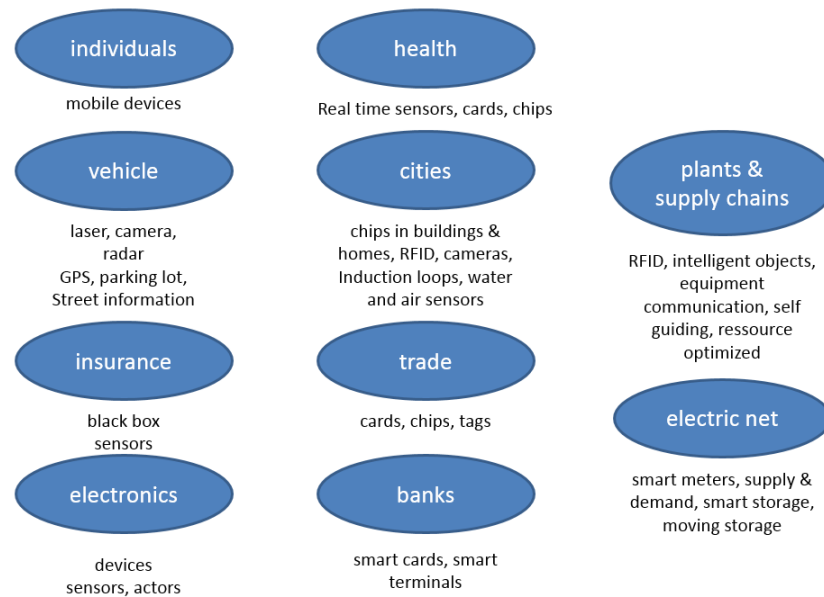 individuals
mobile devices
vehicle
laser, camera,
radar
GPS, parking lot,
Street information
insurance
black box
sensors
electronics
devices
sensors, actors
health
Real time sensors, cards, chips
cities
chips in buildings &
homes, RFID, cameras,
Induction loops, water
and air sensors
trade
cards, chips, tags
banks
smart cards, smart
terminals
plants &
supply chains
RFID, intelligent objects,
equipment
communication, self
guiding, ressource
optimized
electric net
smart meters, supply &
demand, smart storage,
moving storage